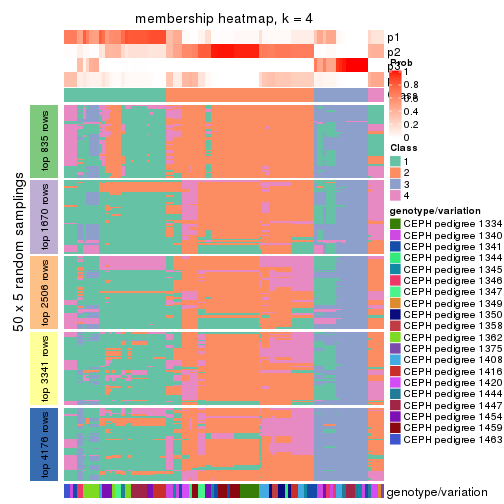 membership heatmap, k = 4
p1
p2
p3
Prob
1
0.8
0.6
0.4
0.2
0
Class
1
2
3
4
genotype/variation
CEPH pedigree 1334
CEPH pedigree 1340
CEPH pedigree 1341
CEPH pedigree 1344
CEPH pedigree 1345
CEPH pedigree 1346
CEPH pedigree 1347
CEPH pedigree 1349
CEPH pedigree 1350
CEPH pedigree 1358
CEPH pedigree 1362
CEPH pedigree 1375
CEPH pedigree 1408
CEPH pedigree 1416
CEPH pedigree 1420
CEPH pedigree 1444
CEPH pedigree 1447
CEPH pedigree 1454
CEPH pedigree 1459
CEPH pedigree 1463
50 x 5 random samplings
top 835 rows
top 1670 rows
top 2506 rows
top 3341 rows
top 4176 rows
genotype/variation